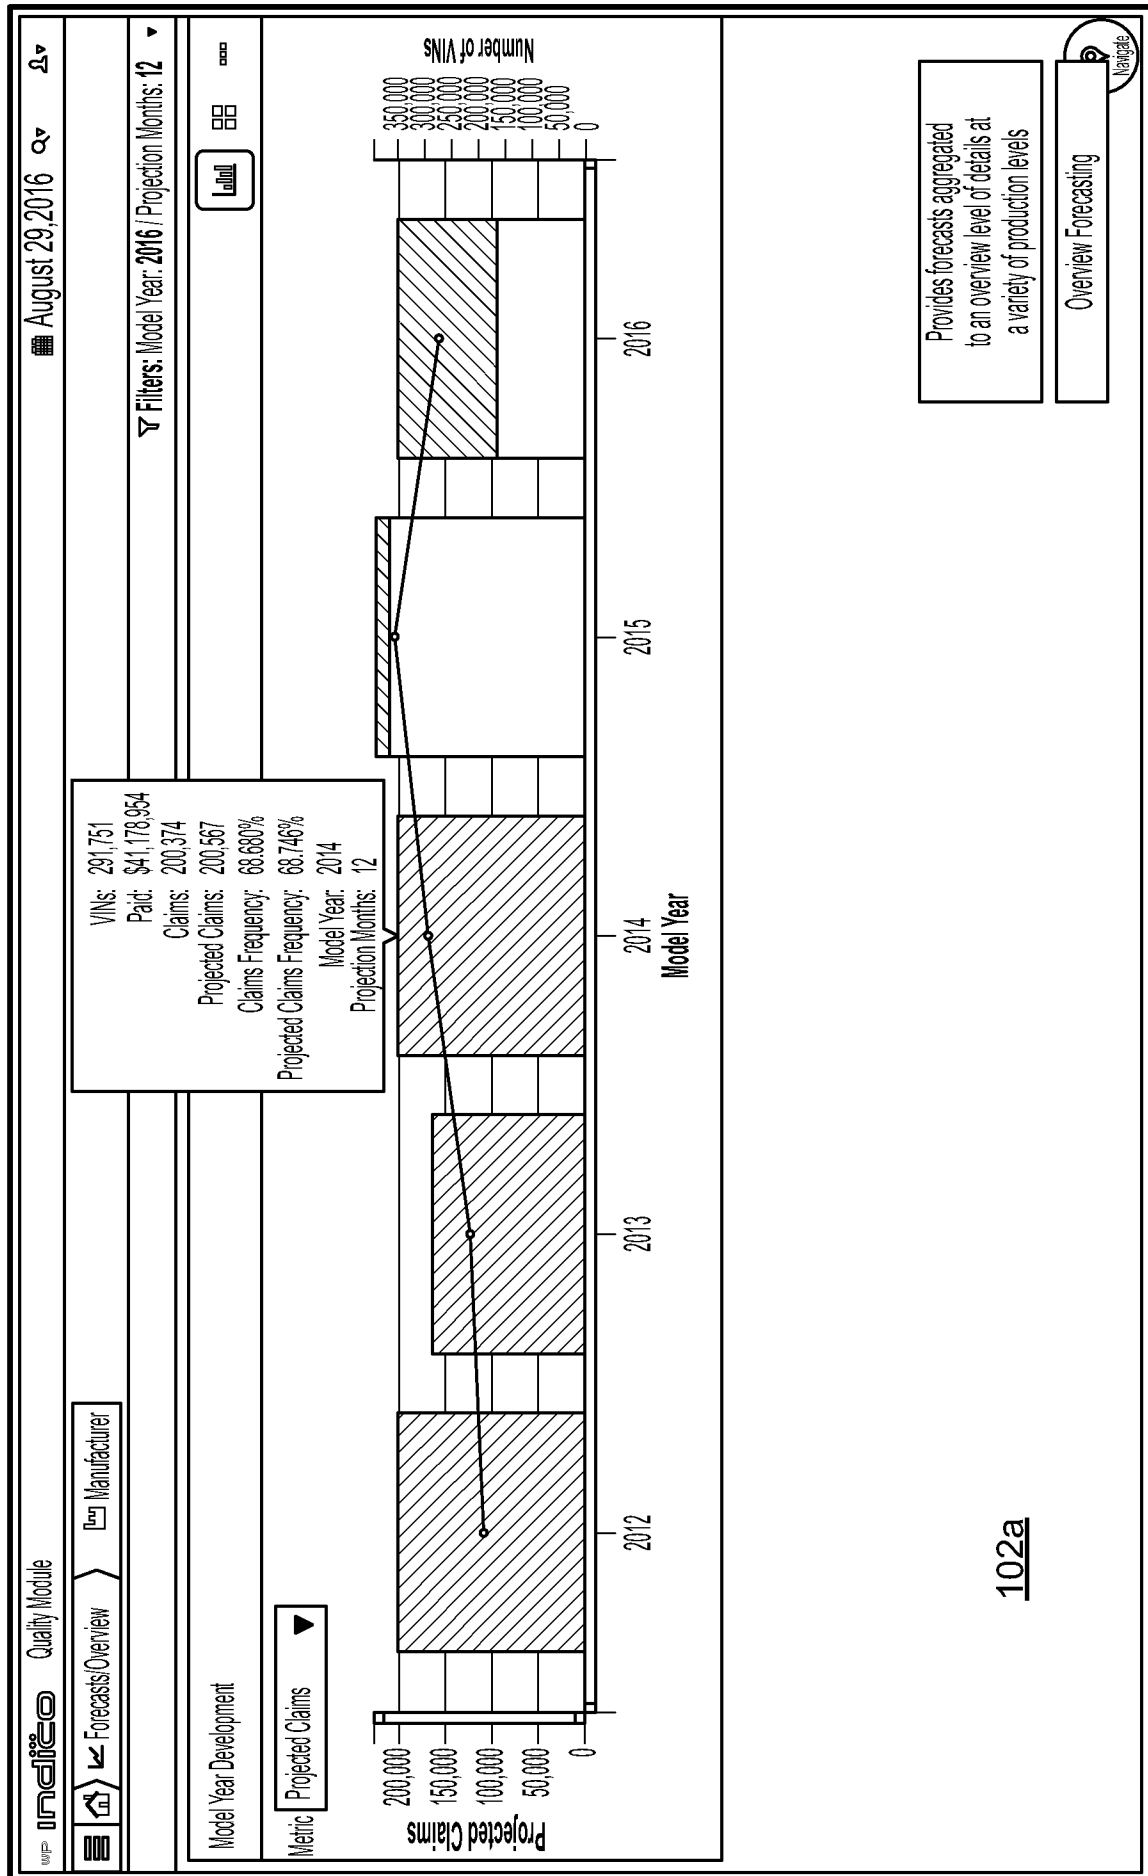 WP indico Quality Module
August 29,2016
Forecasts/Overview
Manufacturer
Filters: Model Year: 2016 / Projection Months: 12
Model Year Development
Metric Projected Claims
VINs: 291,751
Paid: $41,178,954
Claims: 200,374
Projected Claims: 200,567
Claims Frequency: 68.680%
Projected Claims Frequency: 68.746%
Model Year: 2014
Projection Months: 12
Projected Claims
200,000
150,000
100,000
50,000
0
Number of VINs
350,000
300,000
250,000
200,000
150,000
100,000
50,000
0
2012
2013
2014
2015
2016
Model Year
Provides forecasts aggregated
to an overview level of details at
a variety of production levels
Overview Forecasting
Navigate
102a